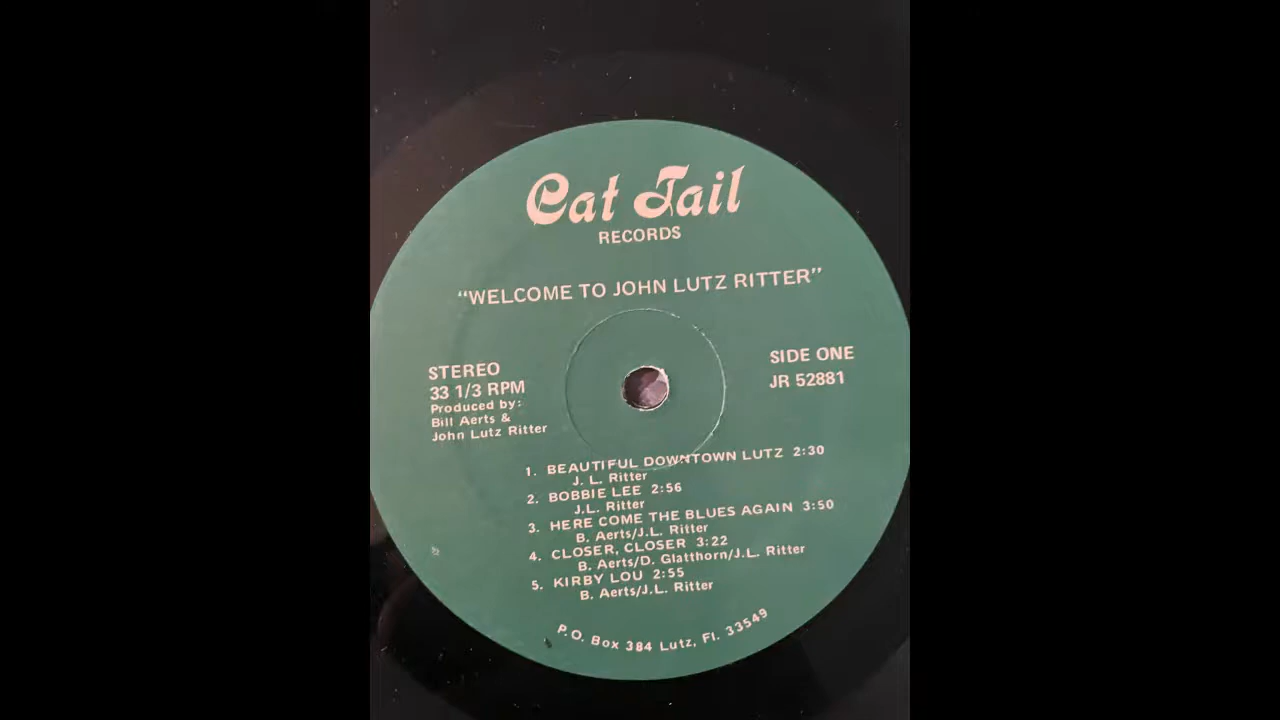 Cat Tail
RECORDS
"WELCOME TO JOHN LUTZ RITTER"
STEREO
33 1/3 RPM
Produced by:
Bill Aerts &
John Lutz Ritter
SIDE ONE
JR 52881
1. BEAUTIFUL DOWNTOWN LUTZ 2:30
J. L. Ritter
2. BOBBIE LEE 2:56
J.L. Ritter
3. HERE COME THE BLUES AGAIN 3:50
B. Aerts/J.L. Ritter
4. CLOSER, CLOSER 3:22
B. Aerts/D. Glatthorn/J.L. Ritter
5. KIRBY LOU 2:55
B. Aerts/J.L. Ritter
P.O. Box 384 Lutz, Fl. 33549